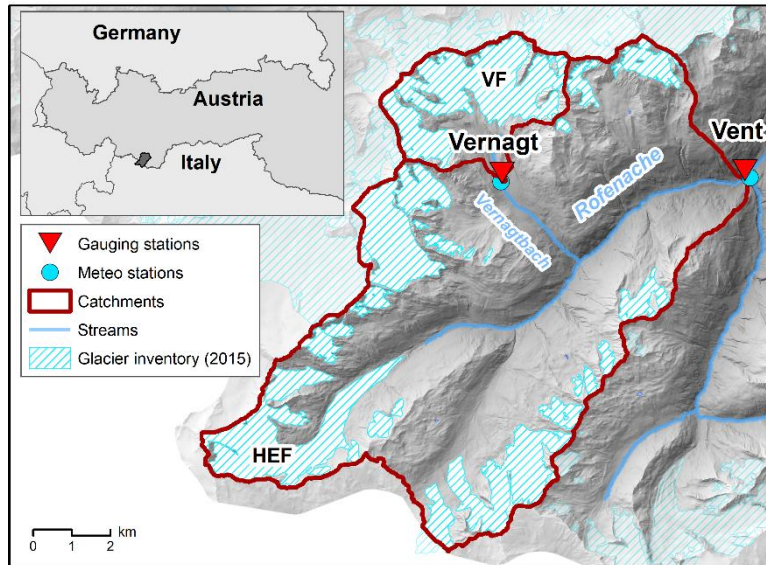 Germany
Austria
Italy
VF
Vernagt
Vent
Rofenache
Vernagtbach
Gauging stations
Meteo stations
Catchments
Streams
Glacier inventory (2015)
HEF
km
0 1 2